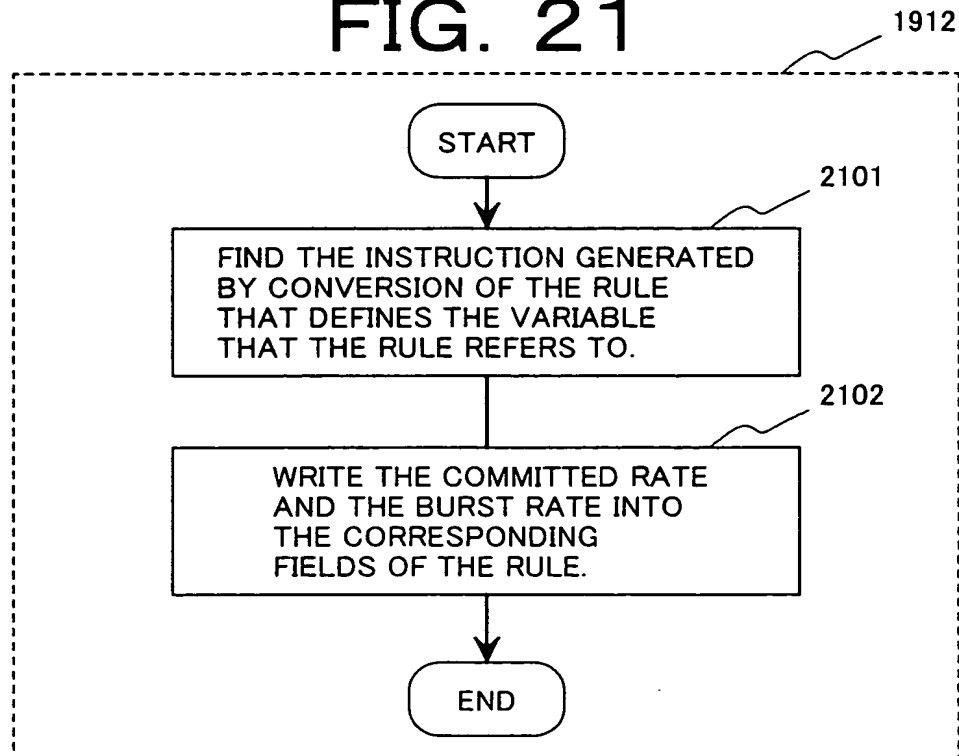 FIG. 21
1912
START
2101
FIND THE INSTRUCTION GENERATED
BY CONVERSION OF THE RULE
THAT DEFINES THE VARIABLE
THAT THE RULE REFERS TO.
2102
WRITE THE COMMITTED RATE
AND THE BURST RATE INTO
THE CORRESPONDING
FIELDS OF THE RULE.
END